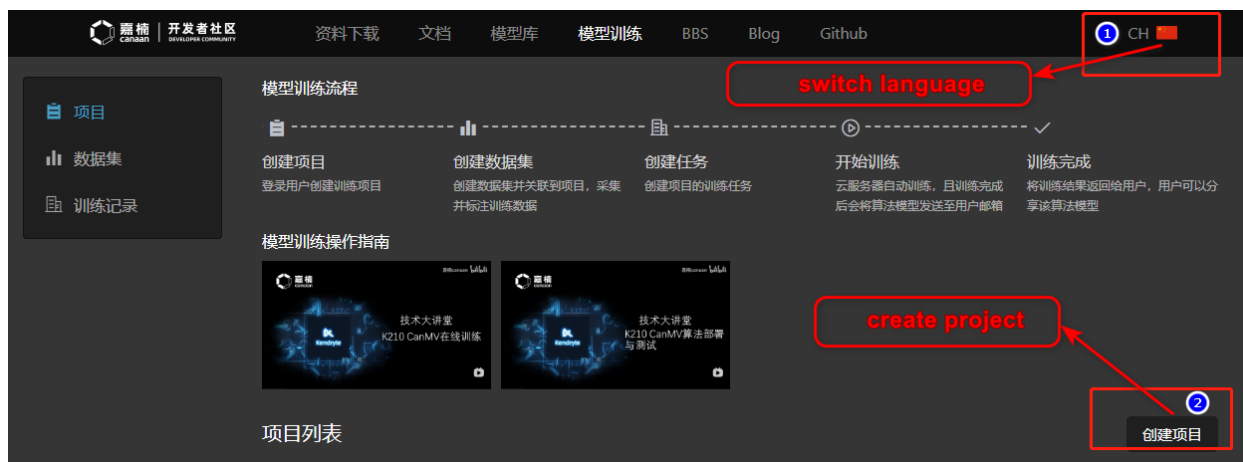 嘉楠 canaan 开发者社区 DEVELOPER COMMUNITY
资料下载 文档 模型库 模型训练 BBS Blog Github
1 CH
switch language
项目
数据集
训练记录
模型训练流程
创建项目
登录用户创建训练项目
创建数据集
创建数据集并关联到项目，采集
并标注训练数据
创建任务
创建项目的训练任务
开始训练
云服务器自动训练，且训练完成
后会将算法模型发送至用户邮箱
训练完成
将训练结果返回给用户，用户可以分
享该算法模型
模型训练操作指南
嘉楠 canaan
bilibili
Kendryte
技术大讲堂
K210 CanMV在线训练
嘉楠 canaan
bilibili
Kendryte
技术大讲堂
K210 CanMV算法部署
与测试
create project
项目列表
2
创建项目